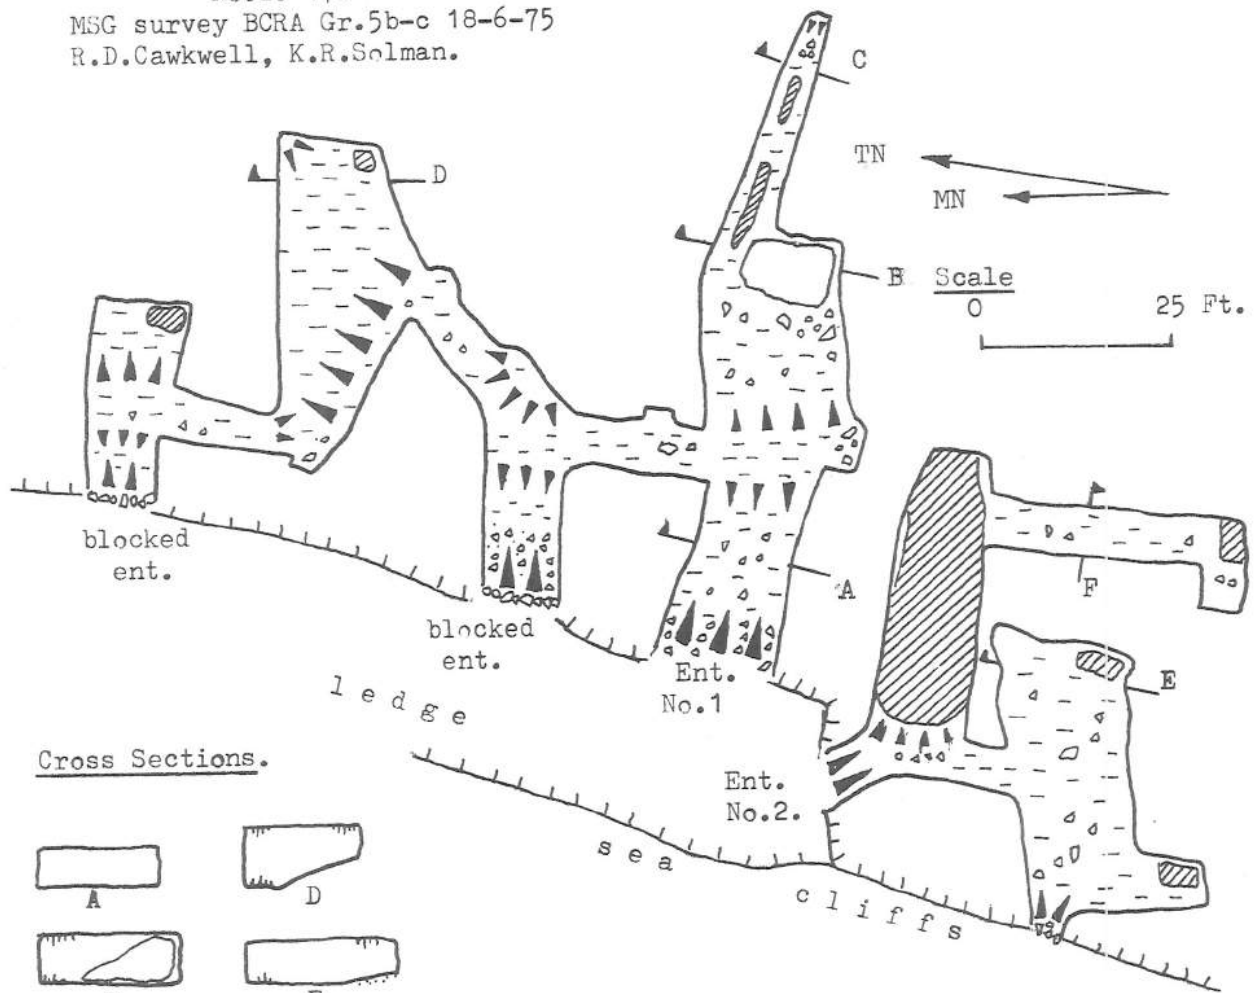 MSG survey BCRA Gr.5b-c 18-6-75
R.D.Cawkwell, K.R.Solman.
C
TN
D
MN
B
Scale
0 25 Ft.
blocked
ent.
A
F
blocked
ent.
Ent.
No.1
E
ledge
Cross Sections.
Ent.
No.2.
sea
cliffs
A
D